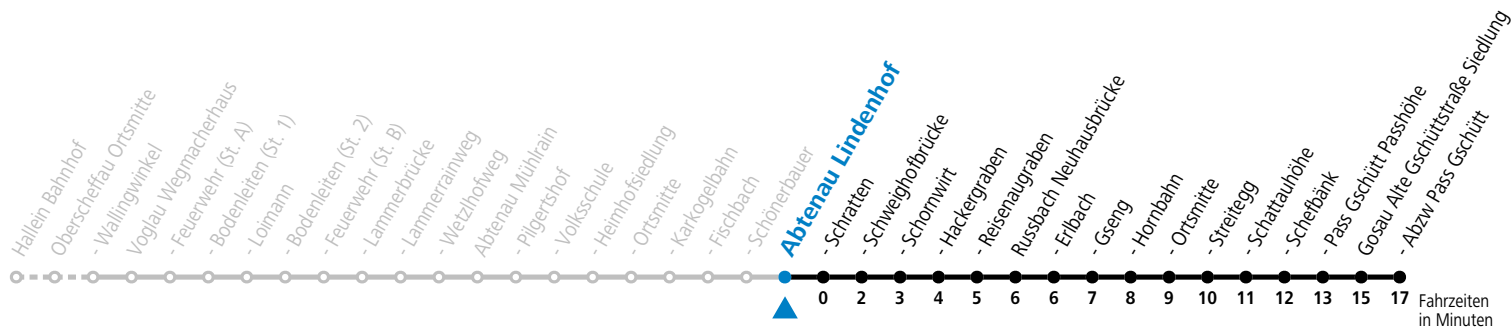 Hallein Bahnhof
Oberscheffau Ortsmitte
- Wallingwinkel
Voglau Wegmacherhaus
- Feuerwehr (St. A)
- Bodenleiten (St. 1)
- Loimann
- Bodenleiten (St. 2)
- Feuerwehr (St. B)
- Lammerbrücke
- Lammerrainweg
- Wetzlhofweg
Abtenau Mühlrain
- Pilgertshof
- Volksschule
- Heimhofsiedlung
- Ortsmitte
- Karkogelbahn
- Fischbach
- Schönerbauer
Abtenau Lindenhof
- Schratten
- Schweighofbrücke
- Schornwirt
- Hackergraben
- Reisenaugraben
Russbach Neuhausbrücke
- Erlbach
- Gseng
- Hornbahn
- Ortsmitte
- Streitegg
- Schattauhöhe
- Schefbänk
- Pass Gschütt Passhöhe
Gosau Alte Gschüttstraße Siedlung
- Abzw Pass Gschütt
0 2 3 4 5 6 6 7 8 9 10 11 12 13 15 17
Fahrzeiten
in Minuten